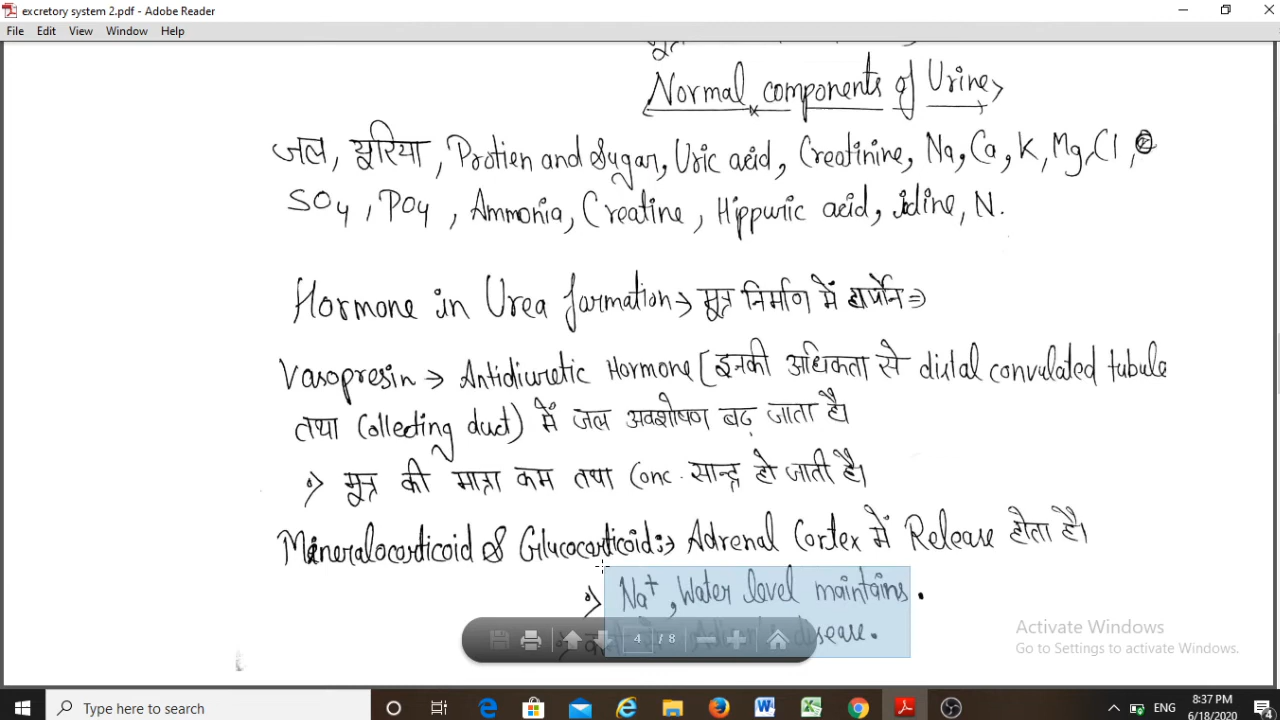 excretory system 2.pdf - Adobe Reader
File Edit View Window Help
Normal components of Urine
जल, यूरिया, Protien and Sugar, Uric acid, Creatinine, Na, Ca, K, Mg, Cl,
SO4, PO4, Ammonia, Creatine, Hippuric acid, iodine, N.
Hormone in Urea formation → मूत्र निर्माण में हार्मोन ⇒
Vasopresin → Antidiuretic Hormone [इनकी अधिकता से distal convulated tubule
तथा Collecting duct) में जल अवशोषण बढ़ जाता है।
मूत्र की मात्रा कम तथा Conc. सान्द्र हो जाती है।
Mineralocorticoid & Glucocorticoid :→ Adrenal Cortex में Release होता है।
Na+, Water level maintains.
disease.
4 / 8
Activate Windows
Go to Settings to activate Windows.
Type here to search
ENG
8:37 PM
6/18/2020